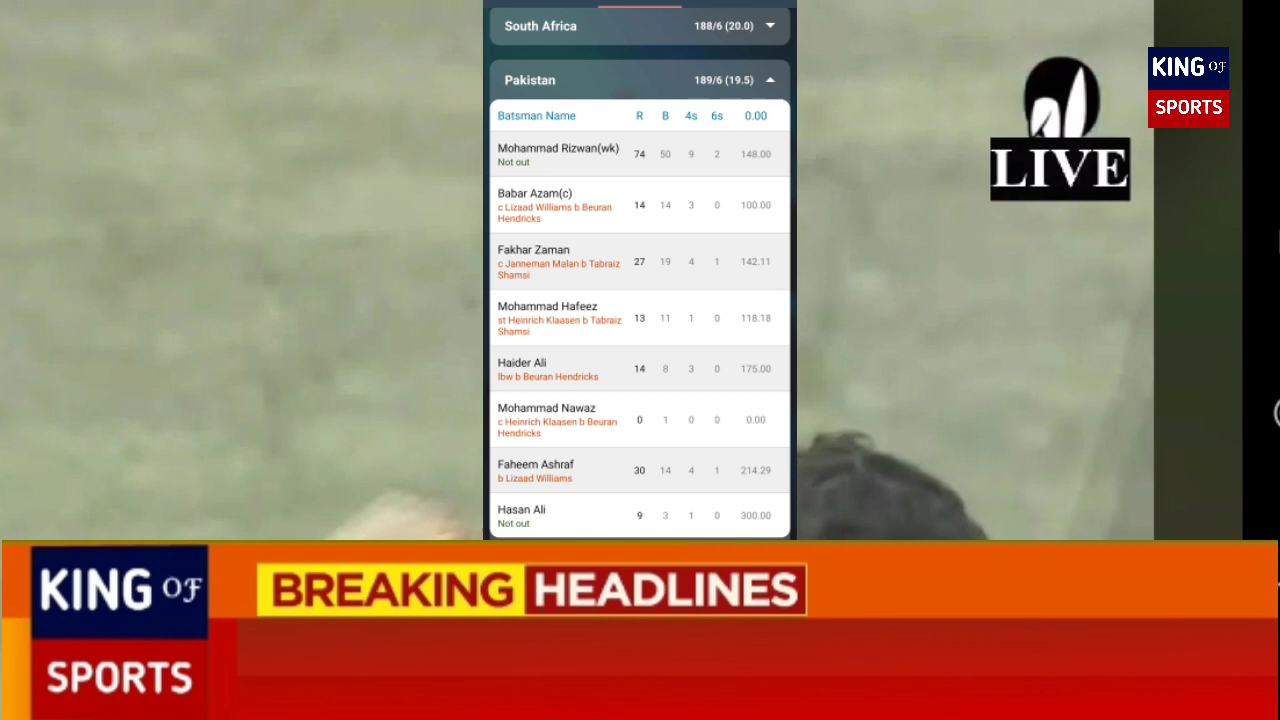 South Africa 188/6 (20.0)
Pakistan 189/6 (19.5)
Batsman Name R B 4s 6s 0.00
Mohammad Rizwan(wk) 74 50 9 2 148.00
Not out
Babar Azam(c) 14 14 3 0 100.00
c Lizaad Williams b Beuran
Hendricks
Fakhar Zaman 27 19 4 1 142.11
c Janneman Malan b Tabraiz
Shamsi
Mohammad Hafeez 13 11 1 0 118.18
st Heinrich Klaasen b Tabraiz
Shamsi
Haider Ali 14 8 3 0 175.00
lbw b Beuran Hendricks
Mohammad Nawaz 0 1 0 0 0.00
c Heinrich Klaasen b Beuran
Hendricks
Faheem Ashraf 30 14 4 1 214.29
b Lizaad Williams
Hasan Ali 9 3 1 0 300.00
Not out
LIVE
KING OF
SPORTS
KING OF
SPORTS
BREAKING HEADLINES